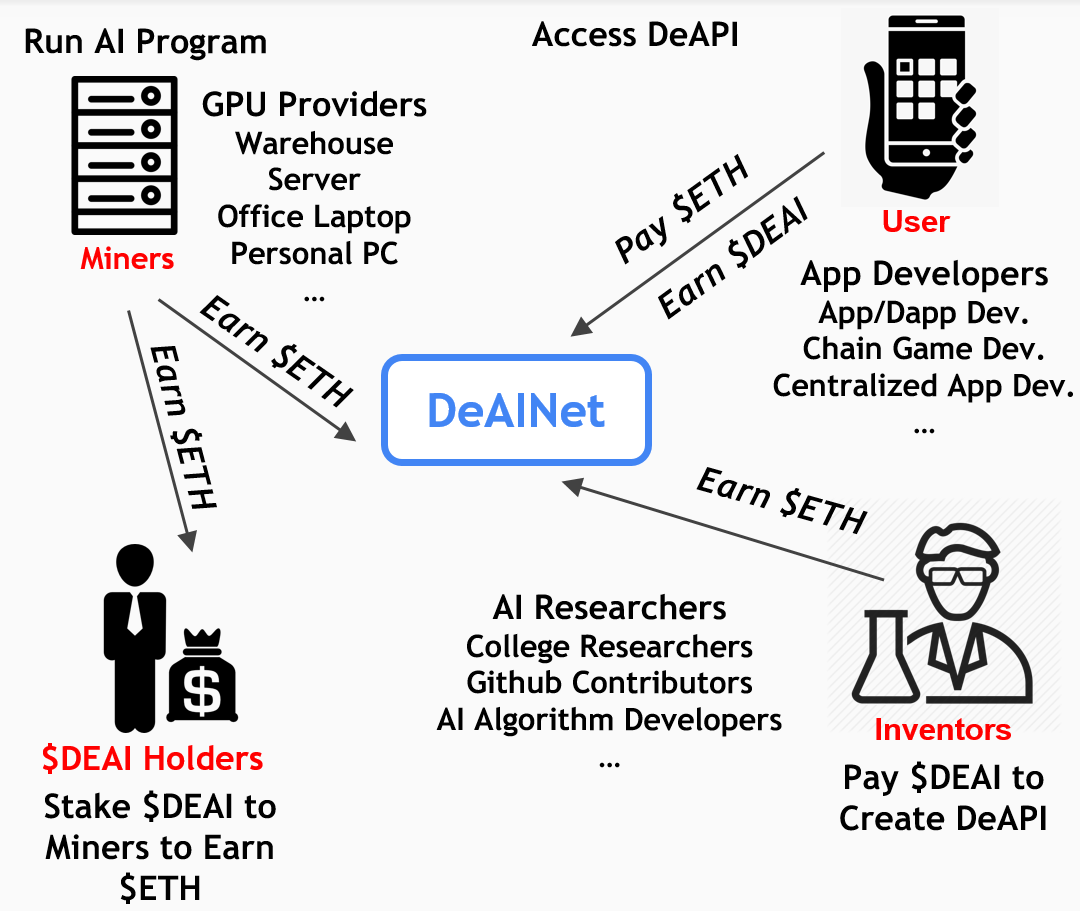 Run AI Program
GPU Providers
Warehouse
Server
Office Laptop
Personal PC
...
Miners
Access DeAPI
User
App Developers
App/Dapp Dev.
Chain Game Dev.
Centralized App Dev.
...
Pay $ETH
Earn $DEAI
Earn $ETH
Earn $ETH
DeAINet
Earn $ETH
$
$DEAI Holders
Stake $DEAI to
Miners to Earn
$ETH
AI Researchers
College Researchers
Github Contributors
AI Algorithm Developers
...
Inventors
Pay $DEAI to
Create DeAPI